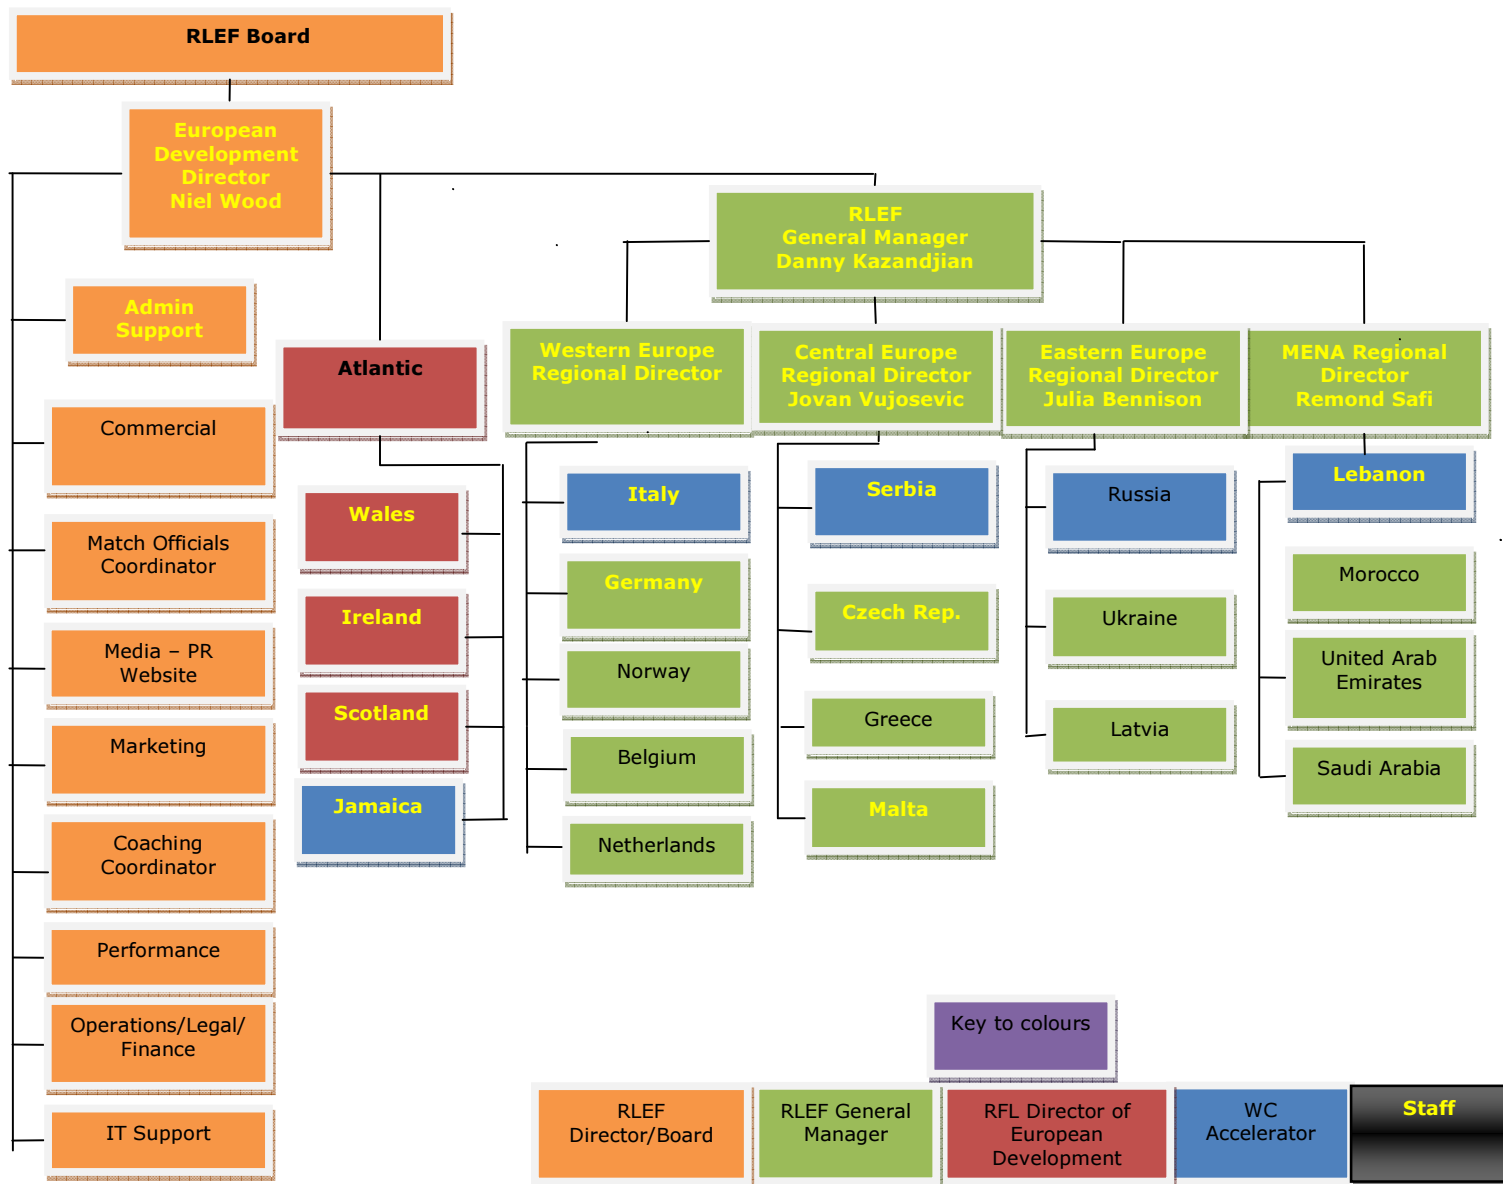 RLEF Board
European
Development
Director
Niel Wood
RLEF
General Manager
Danny Kazandjian
Admin
Support
Atlantic
Western Europe
Regional Director
Central Europe
Regional Director
Jovan Vujosevic
Eastern Europe
Regional Director
Julia Bennison
MENA Regional
Director
Remond Safi
Commercial
Match Officials
Coordinator
Media – PR
Website
Marketing
Coaching
Coordinator
Performance
Operations/Legal/
Finance
IT Support
Wales
Ireland
Scotland
Jamaica
Italy
Germany
Norway
Belgium
Netherlands
Serbia
Czech Rep.
Greece
Malta
Russia
Ukraine
Latvia
Lebanon
Morocco
United Arab
Emirates
Saudi Arabia
Key to colours
RLEF
Director/Board
RLEF General
Manager
RFL Director of
European
Development
WC
Accelerator
Staff